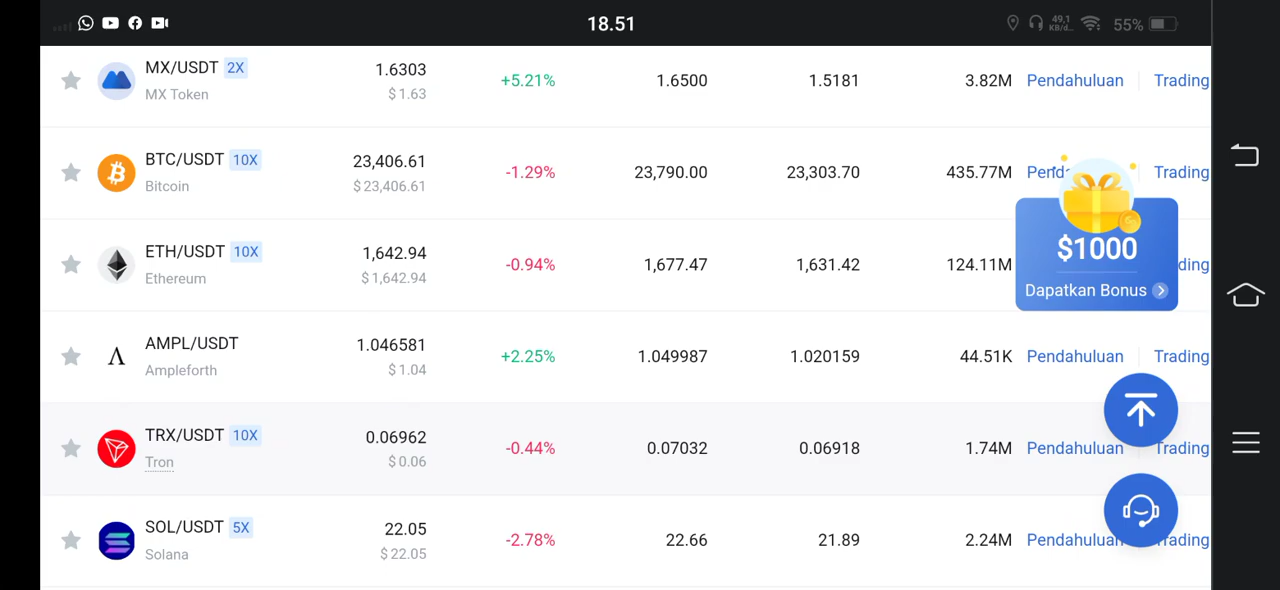 18.51
49,1
KB/d...
55%
MX/USDT 2X 1.6303 +5.21% 1.6500 1.5181 3.82M Pendahuluan Trading
MX Token $ 1.63
BTC/USDT 10X 23,406.61 -1.29% 23,790.00 23,303.70 435.77M Trading
Bitcoin $ 23,406.61
ETH/USDT 10X 1,642.94 -0.94% 1,677.47 1,631.42 124.11M
Ethereum $ 1,642.94
$1000
Dapatkan Bonus
AMPL/USDT 1.046581 +2.25% 1.049987 1.020159 44.51K Pendahuluan Trading
Ampleforth $ 1.04
TRX/USDT 10X 0.06962 -0.44% 0.07032 0.06918 1.74M Pendahuluan Trading
Tron $ 0.06
SOL/USDT 5X 22.05 -2.78% 22.66 21.89 2.24M Pendahuluan Trading
Solana $ 22.05